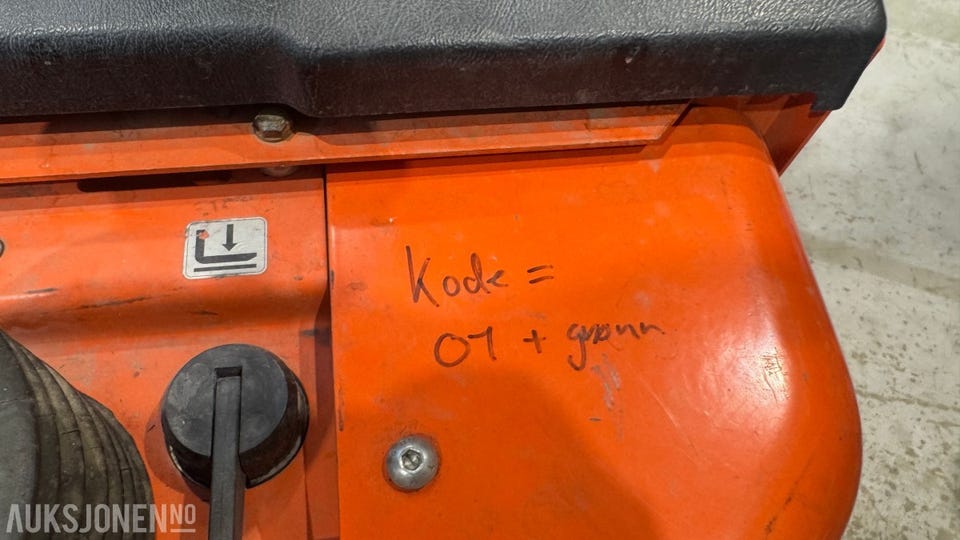 Kode =
07 + grønn
AUKSJONEN NO